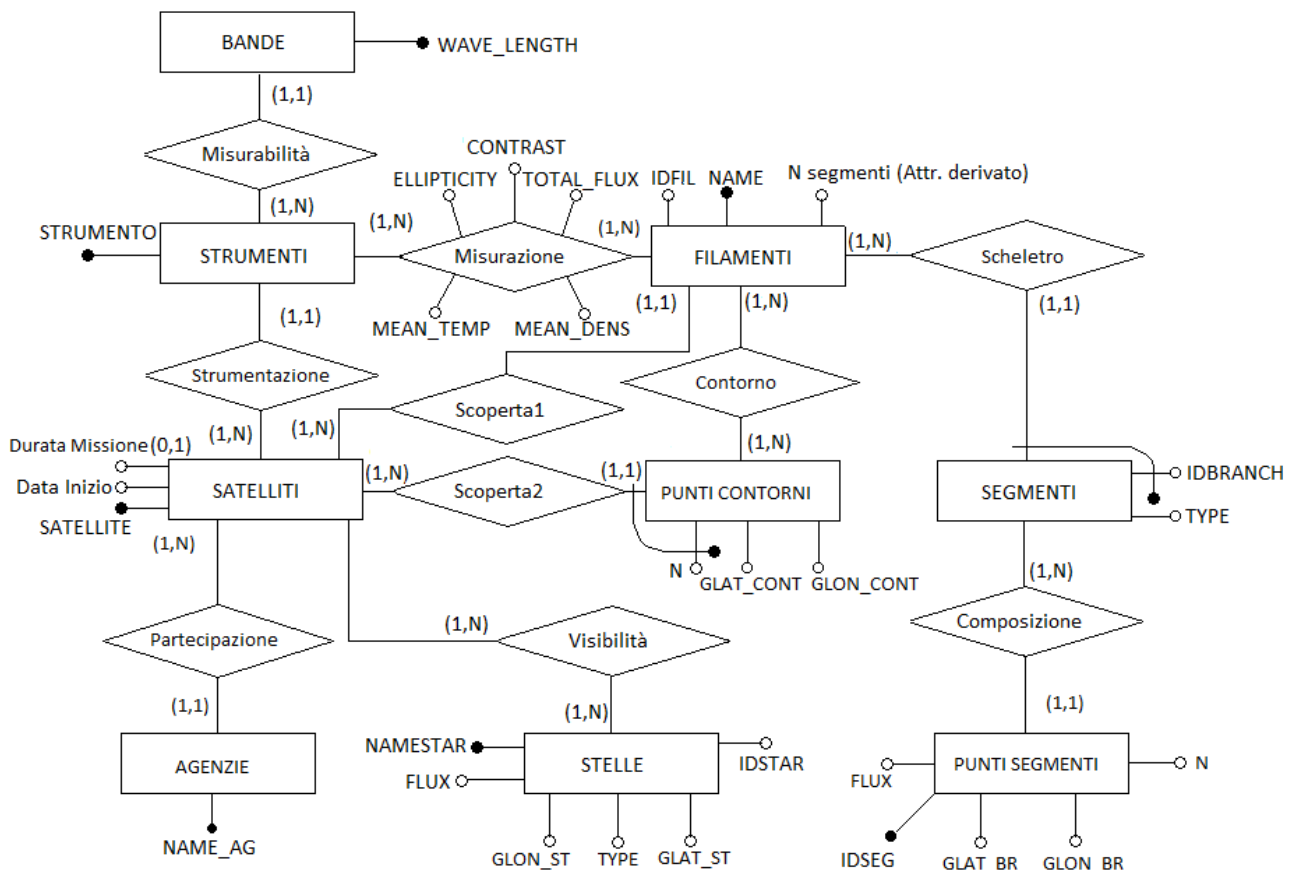 BANDE
WAVE_LENGTH
(1,1)
Misurabilità
(1,N)
STRUMENTO
STRUMENTI
(1,N)
CONTRAST
ELLIPTICITY
TOTAL_FLUX
Misurazione
MEAN_TEMP
MEAN_DENS
(1,N)
IDFIL
NAME
N segmenti (Attr. derivato)
FILAMENTI
(1,N)
Scheletro
(1,1)
(1,1)
(1,N)
(1,1)
Strumentazione
(1,N)
Contorno
Scoperta1
(1,N)
(1,N)
Durata Missione(0,1)
Data Inizio
SATELLITE
SATELLITI
(1,N)
Scoperta2
(1,1)
PUNTI CONTORNI
N
GLAT_CONT
GLON_CONT
SEGMENTI
IDBRANCH
TYPE
(1,N)
(1,N)
Partecipazione
(1,N)
Visibilità
Composizione
(1,1)
(1,N)
(1,1)
AGENZIE
NAME_AG
NAMESTAR
FLUX
STELLE
IDSTAR
GLON_ST
TYPE
GLAT_ST
PUNTI SEGMENTI
N
FLUX
IDSEG
GLAT BR
GLON BR